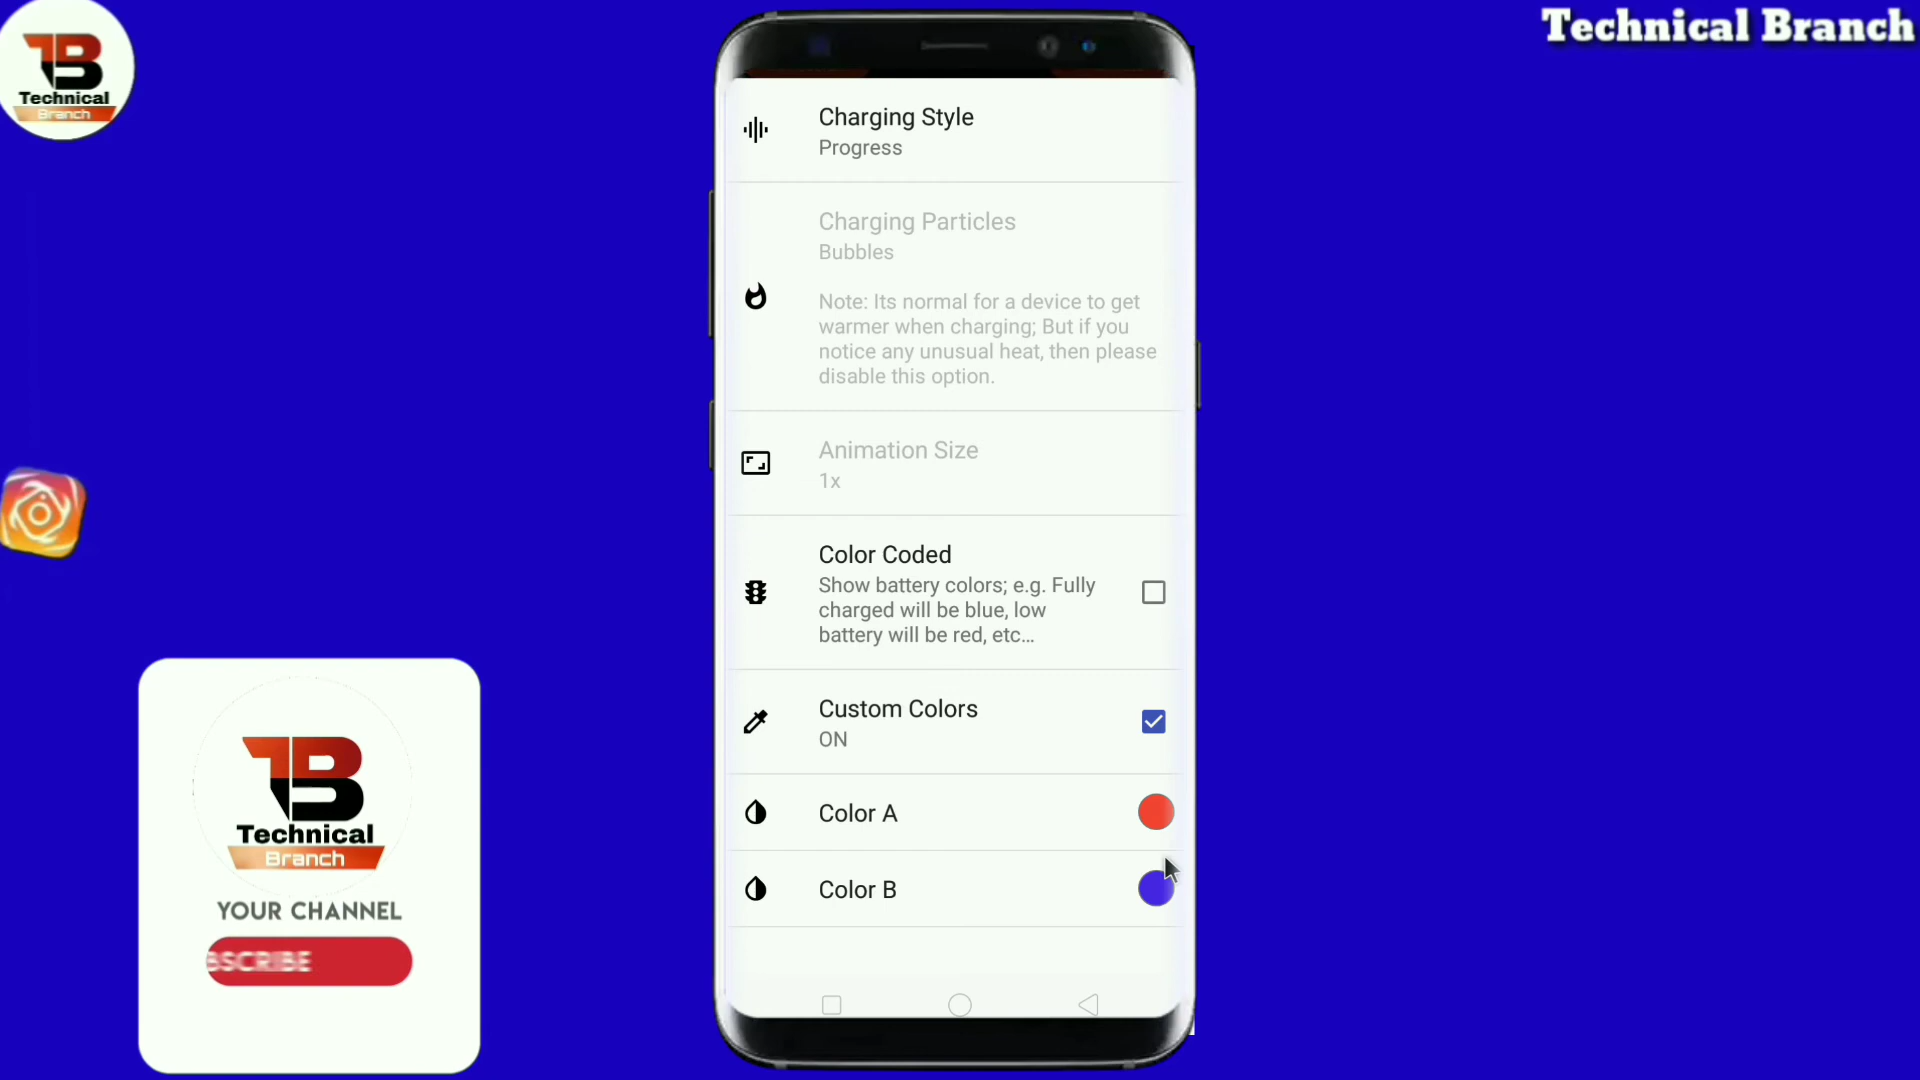 Technical Branch
TB
Technical
Branch
Charging Style
Progress
Charging Particles
Bubbles
Note: Its normal for a device to get
warmer when charging; But if you
notice any unusual heat, then please
disable this option.
Animation Size
1x
Color Coded
Show battery colors; e.g. Fully
charged will be blue, low
battery will be red, etc...
Custom Colors
ON
Color A
Color B
TB
Technical
Branch
YOUR CHANNEL
BSCRIBE